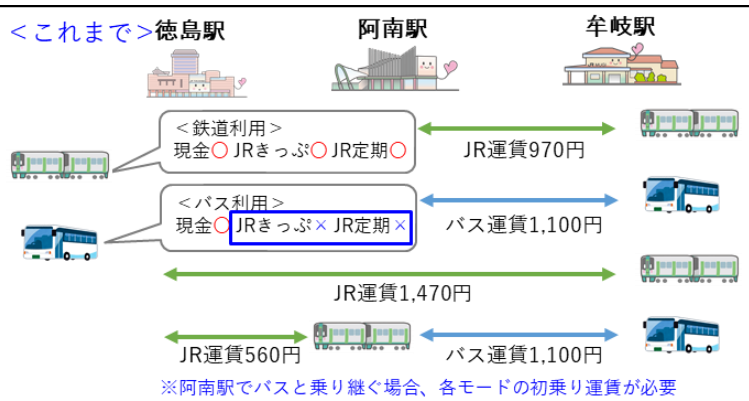 ＜これまで＞徳島駅 阿南駅 牟岐駅
＜鉄道利用＞
現金○ JRきっぷ○ JR定期○
JR運賃970円
＜バス利用＞
現金○ JRきっぷ× JR定期×
バス運賃1,100円
JR運賃1,470円
JR運賃560円
バス運賃1,100円
※阿南駅でバスと乗り継ぐ場合、各モードの初乗り運賃が必要